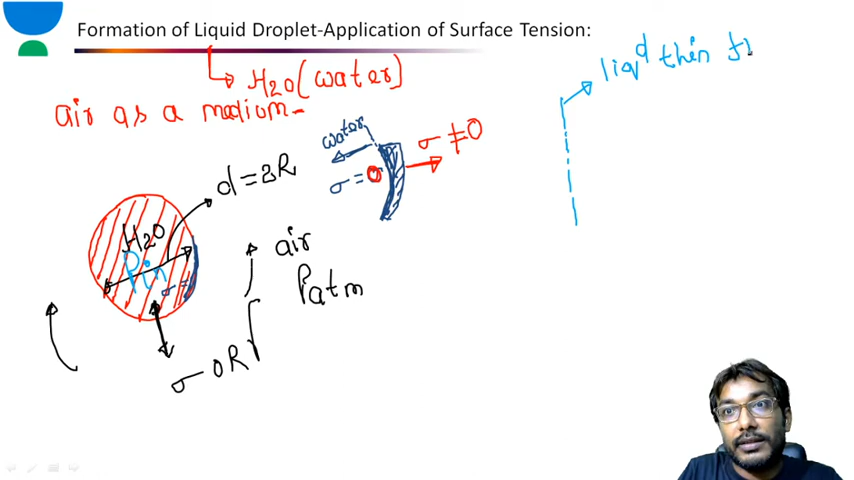 Formation of Liquid Droplet-Application of Surface Tension:
H2O (water)
air as a medium-
water
σ ≠ 0
σ = 0
d = 2R
H2O
Pin
σ =
air
Patm
σ OR Γ
liqd thin